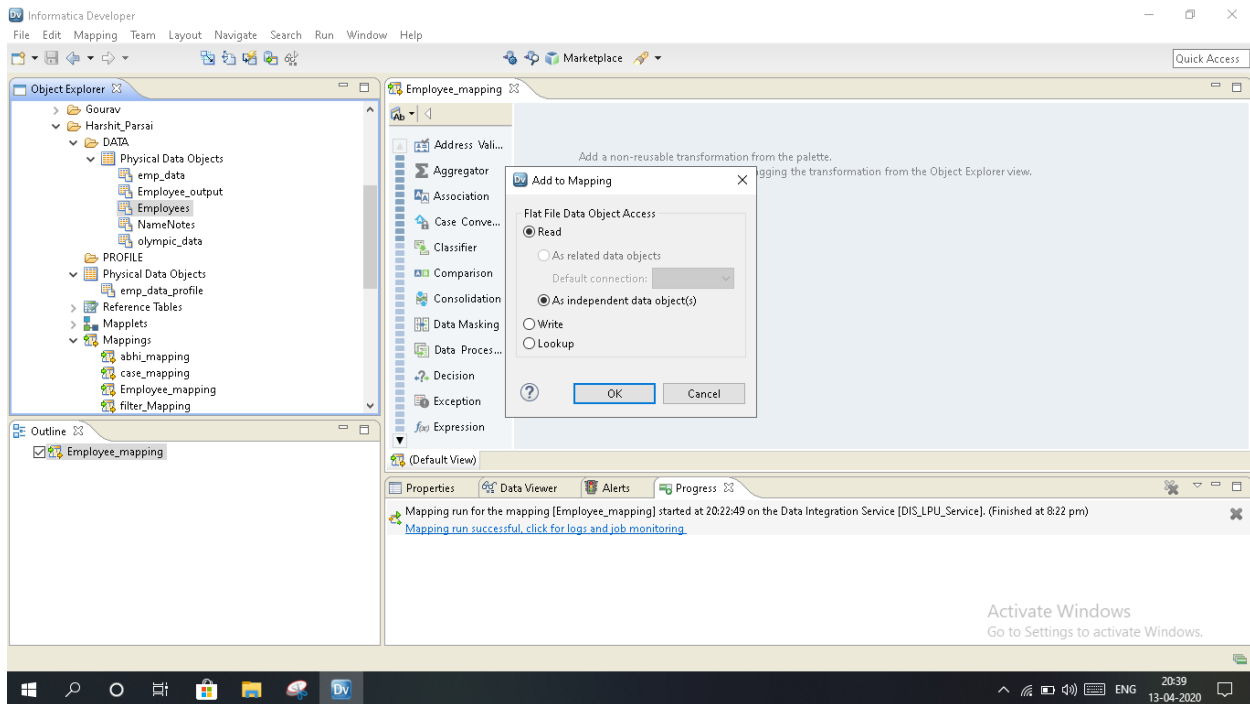 Informatica Developer
File Edit Mapping Team Layout Navigate Search Run Window Help
Marketplace
Quick Access
Object Explorer
Gourav
Harshit_Parsai
DATA
Physical Data Objects
emp_data
Employee_output
Employees
NameNotes
olympic_data
PROFILE
Physical Data Objects
emp_data_profile
Reference Tables
Mapplets
Mappings
abhi_mapping
case_mapping
Employee_mapping
filter_Mapping
Outline
Employee_mapping
Employee_mapping
Ab
Address Vali...
Aggregator
Association
Case Conve...
Classifier
Comparison
Consolidation
Data Masking
Data Proces...
Decision
Exception
f(x) Expression
Add a non-reusable transformation from the palette.
gging the transformation from the Object Explorer view.
Dv Add to Mapping
Flat File Data Object Access
Read
As related data objects
Default connection:
As independent data object(s)
Write
Lookup
? OK Cancel
(Default View)
Properties Data Viewer Alerts Progress
Mapping run for the mapping [Employee_mapping] started at 20:22:49 on the Data Integration Service [DIS_LPU_Service]. (Finished at 8:22 pm)
Mapping run successful, click for logs and job monitoring
Activate Windows
Go to Settings to activate Windows.
Dv
ENG
20:39
13-04-2020